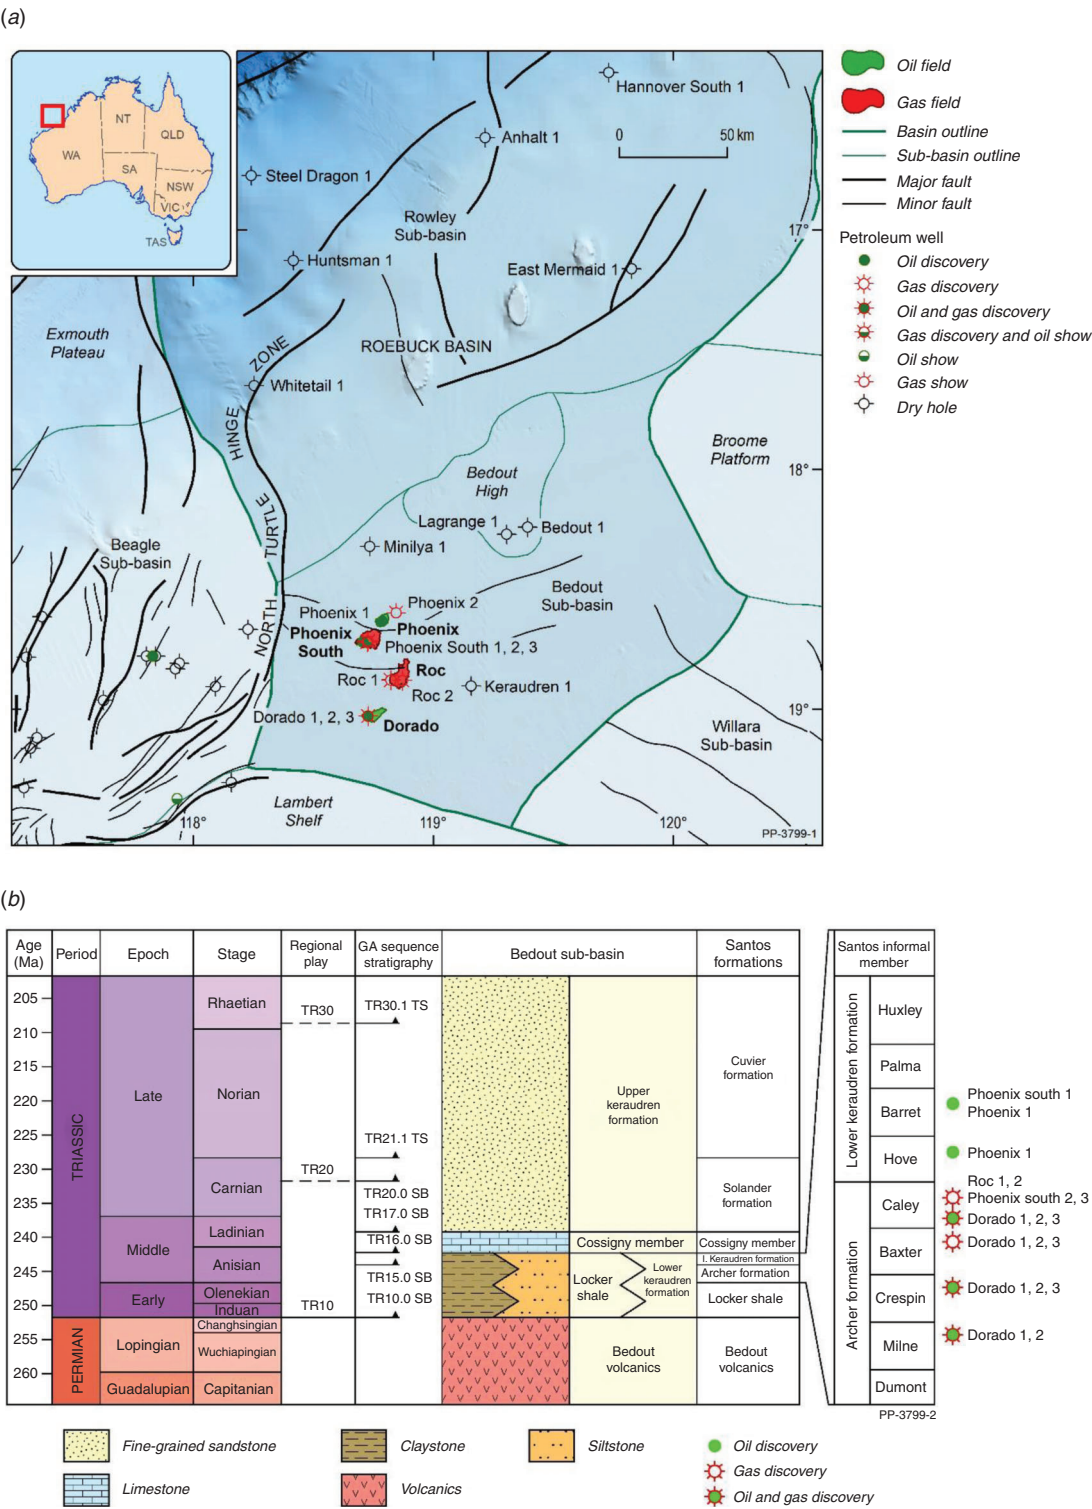 (a)
NT
QLD
WA
SA
NSW
VIC
TAS
Hannover South 1
0 50 km
Anhalt 1
Steel Dragon 1
Rowley
Sub-basin
17°
Huntsman 1
East Mermaid 1
Exmouth
Plateau
ZONE
ROEBUCK BASIN
Whitetail 1
HINGE
Broome
Platform
18°
Bedout
High
TURTLE
Lagrange 1
Bedout 1
Minilya 1
Beagle
Sub-basin
Bedout
Sub-basin
NORTH
Phoenix 1
Phoenix 2
Phoenix
South
Phoenix
Phoenix South 1, 2, 3
Roc
Roc 1
Roc 2
Keraudren 1
Dorado 1, 2, 3
Dorado
19°
Willara
Sub-basin
Lambert
Shelf
118°
119°
120°
PP-3799-1
Oil field
Gas field
Basin outline
Sub-basin outline
Major fault
Minor fault
Petroleum well
Oil discovery
Gas discovery
Oil and gas discovery
Gas discovery and oil show
Oil show
Gas show
Dry hole
(b)
Age
(Ma)
Period
Epoch
Stage
Regional
play
GA sequence
stratigraphy
Bedout sub-basin
Santos
formations
Santos informal
member
205
210
215
220
225
230
235
240
245
250
255
260
TRIASSIC
PERMIAN
Late
Middle
Early
Lopingian
Guadalupian
Rhaetian
Norian
Carnian
Ladinian
Anisian
Olenekian
Induan
Changhsingian
Wuchiapingian
Capitanian
TR30
TR20
TR10
TR30.1 TS
TR21.1 TS
TR20.0 SB
TR17.0 SB
TR16.0 SB
TR15.0 SB
TR10.0 SB
Upper
keraudren
formation
Cossigny member
Locker
shale
Lower
keraudren
formation
Bedout
volcanics
Cuvier
formation
Solander
formation
Cossigny member
l. Keraudren formation
Archer formation
Locker shale
Bedout
volcanics
Lower keraudren formation
Archer formation
Huxley
Palma
Barret
Hove
Caley
Baxter
Crespin
Milne
Dumont
Phoenix south 1
Phoenix 1
Phoenix 1
Roc 1, 2
Phoenix south 2, 3
Dorado 1, 2, 3
Dorado 1, 2, 3
Dorado 1, 2, 3
Dorado 1, 2
PP-3799-2
Fine-grained sandstone
Claystone
Siltstone
Limestone
Volcanics
Oil discovery
Gas discovery
Oil and gas discovery